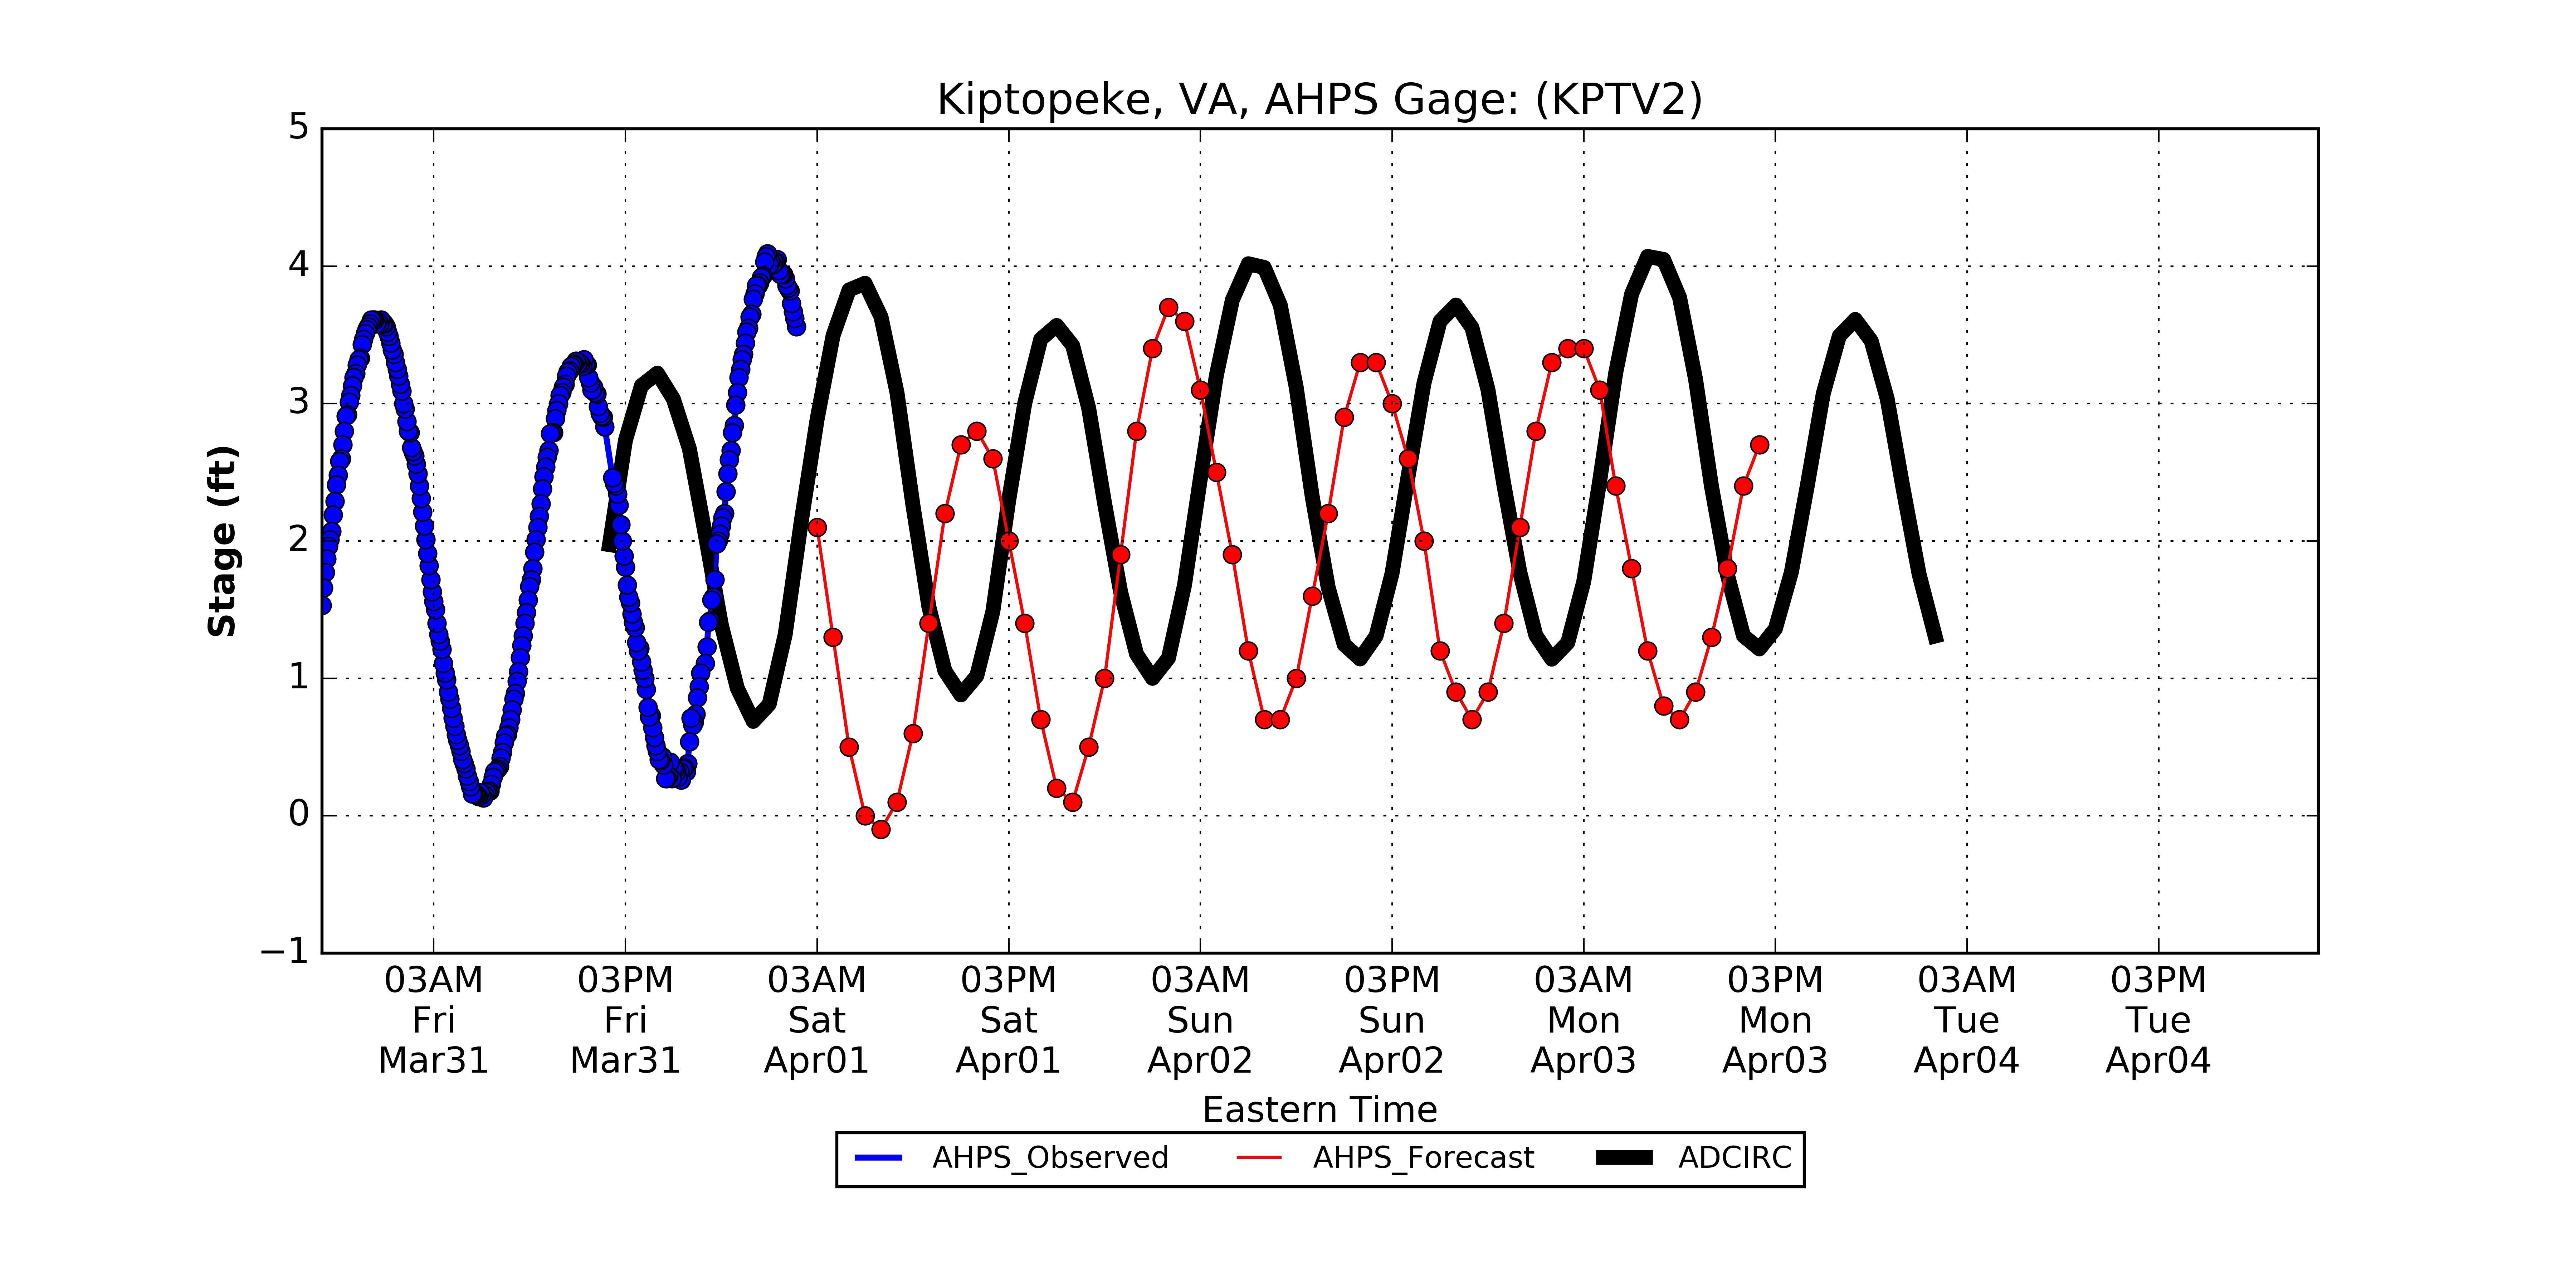 Kiptopeke, VA, AHPS Gage: (KPTV2)
5
4
3
2
1
0
−1
Stage (ft)
03AM 03PM 03AM 03PM 03AM 03PM 03AM 03PM 03AM 03PM
Fri Fri Sat Sat Sun Sun Mon Mon Tue Tue
Mar31 Mar31 Apr01 Apr01 Apr02 Apr02 Apr03 Apr03 Apr04 Apr04
Eastern Time
AHPS_Observed AHPS_Forecast ADCIRC